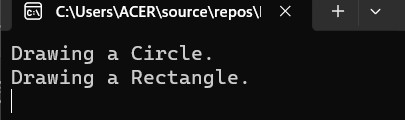 C:\Users\ACER\source\repos\
Drawing a Circle.
Drawing a Rectangle.